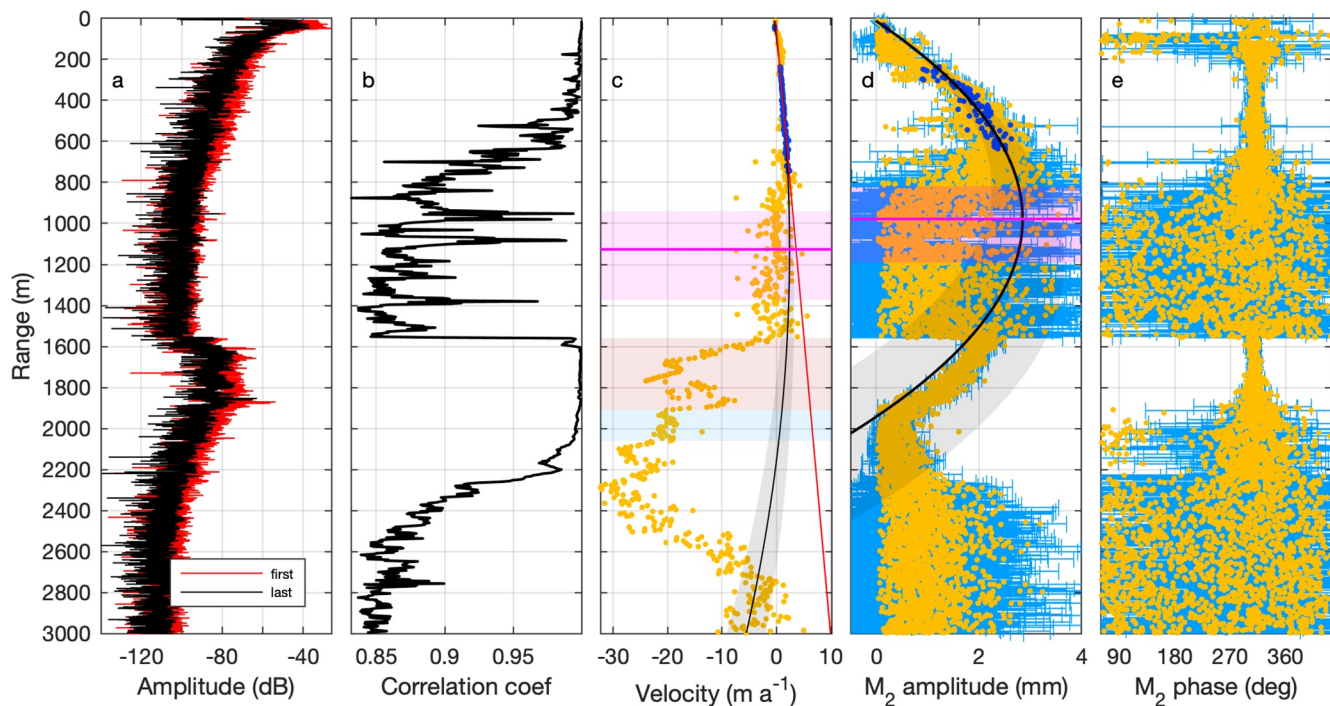 a
b
c
d
e
Range (m)
0
200
400
600
800
1000
1200
1400
1600
1800
2000
2200
2400
2600
2800
3000
first
last
-120
-80
-40
0.85
0.9
0.95
-30
-20
-10
0
10
0
2
4
90
180
270
360
Amplitude (dB)
Correlation coef
Velocity (m a⁻¹)
M₂ amplitude (mm)
M₂ phase (deg)